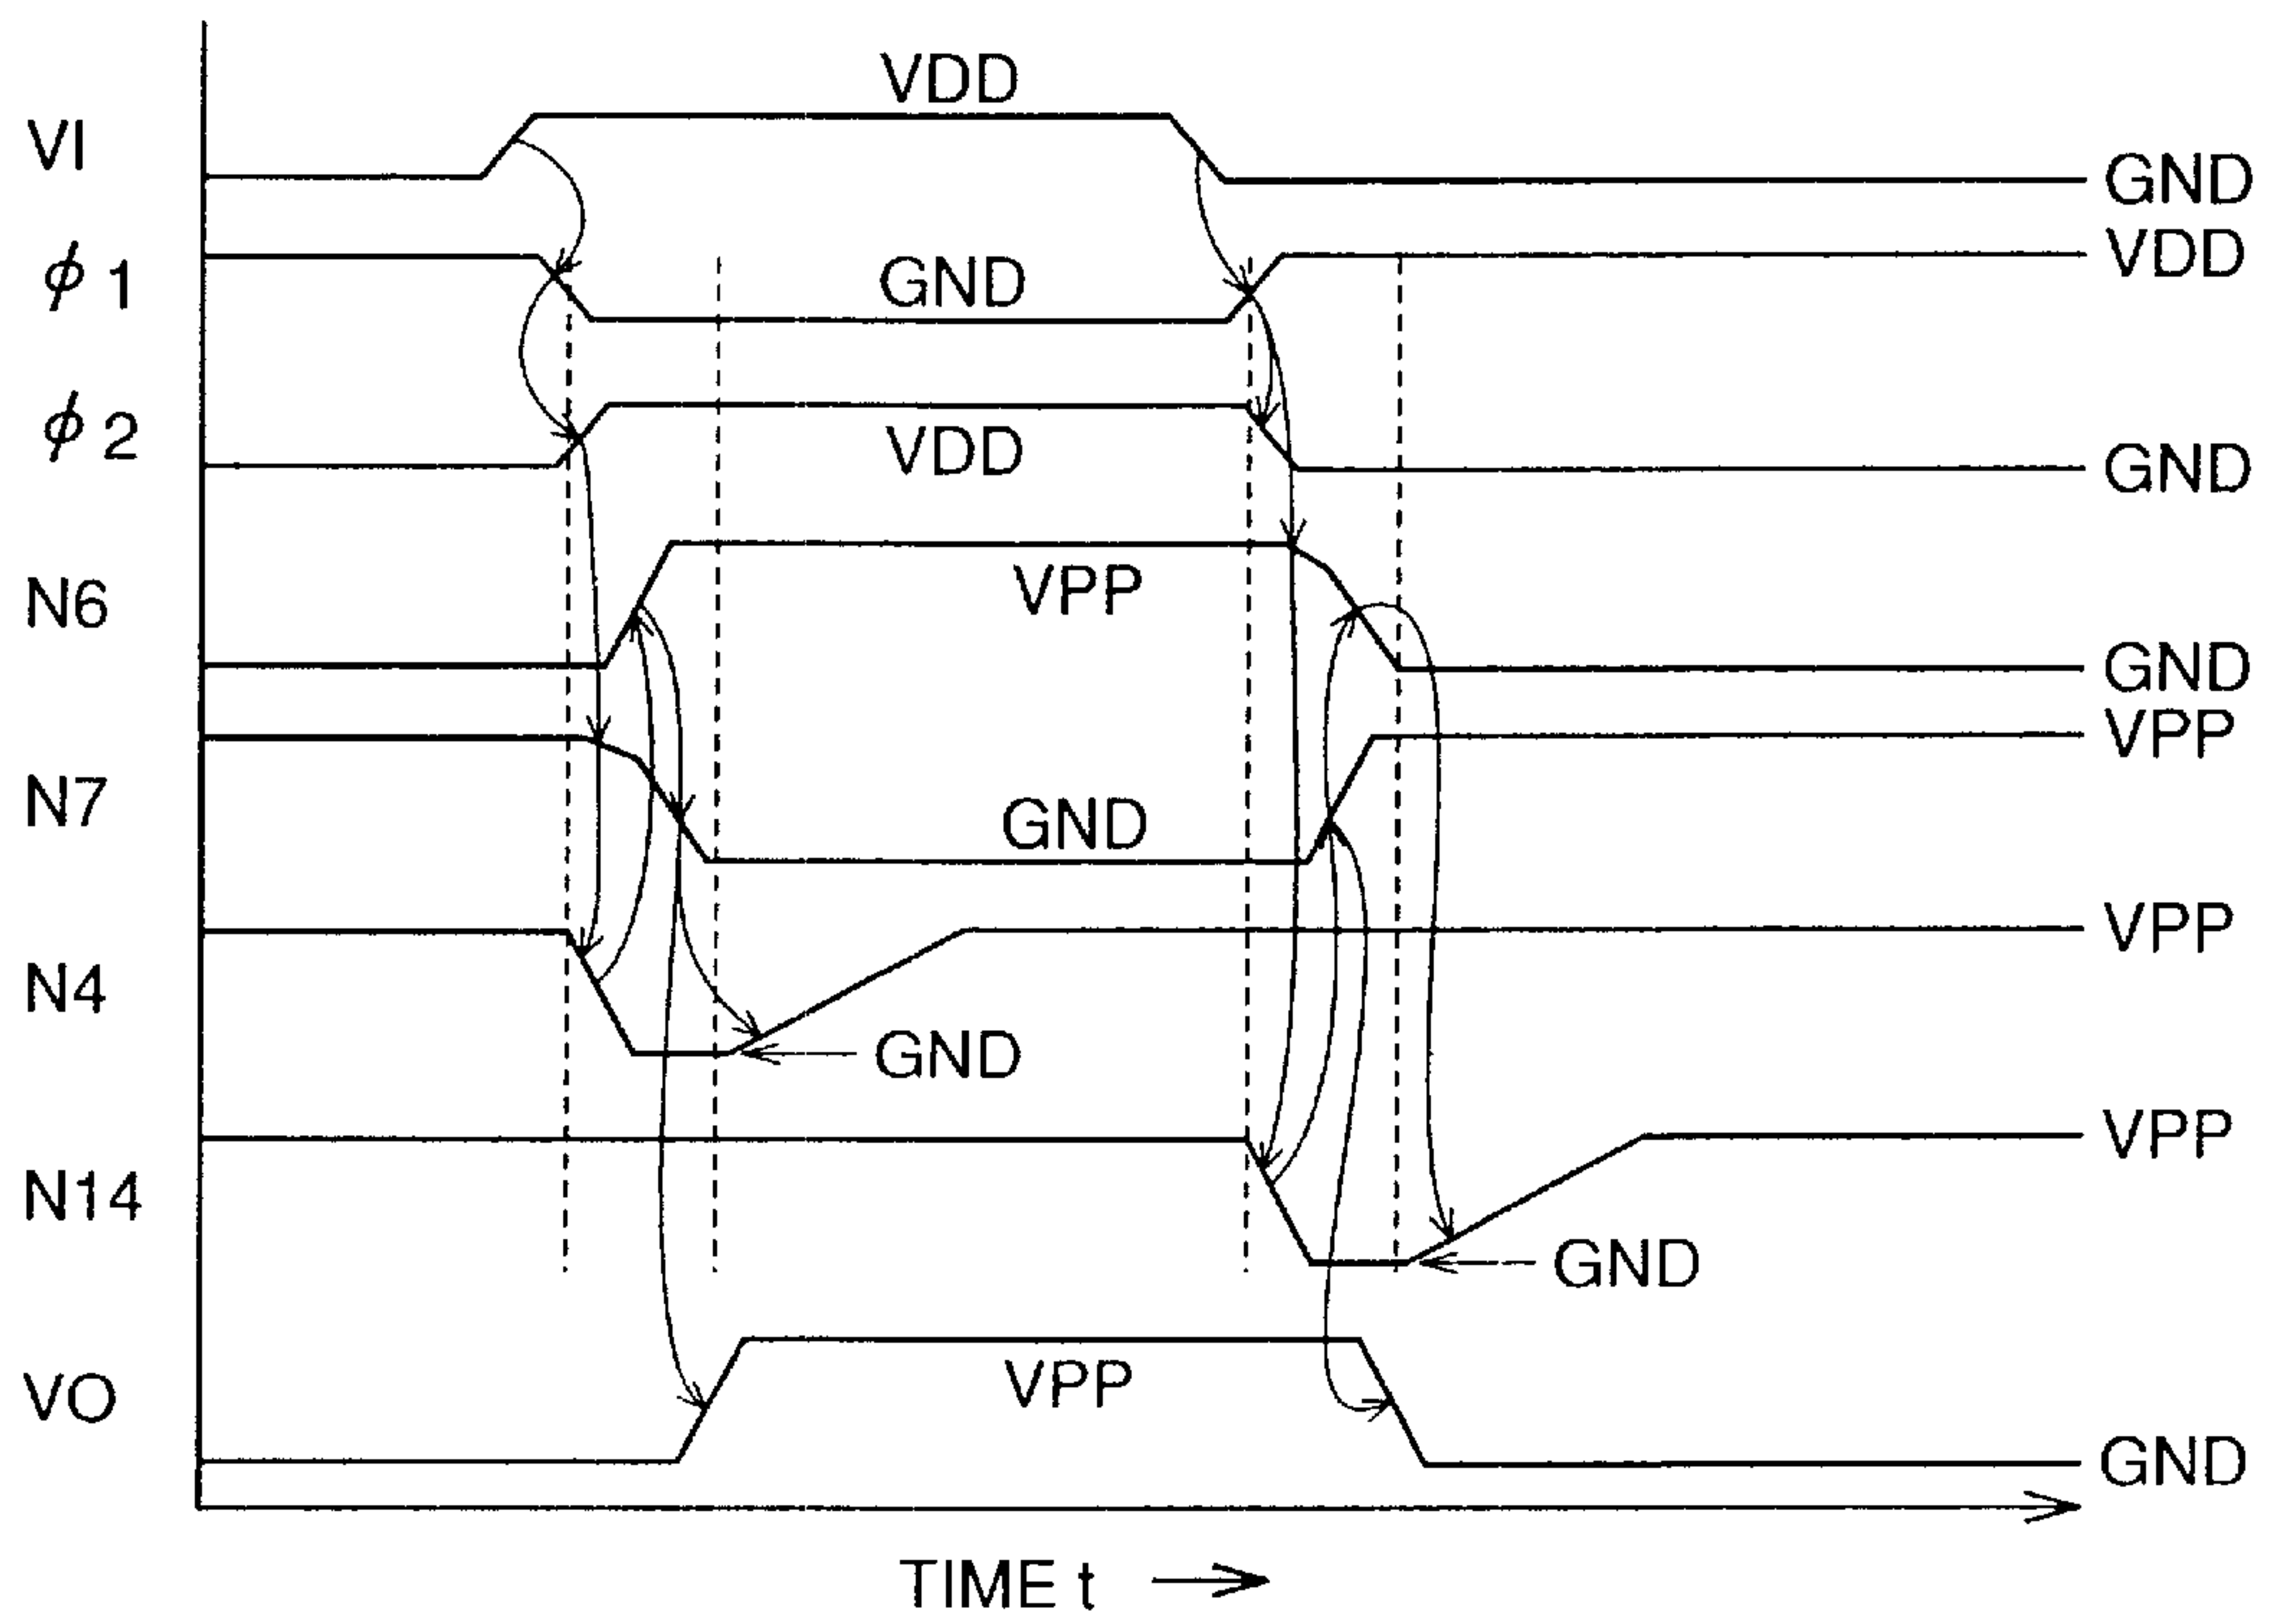 VDD
VI
GND
ϕ1
GND
VDD
ϕ2
VDD
GND
N6
VPP
GND
N7
GND
VPP
N4
GND
VPP
N14
GND
VPP
VO
VPP
GND
TIME t